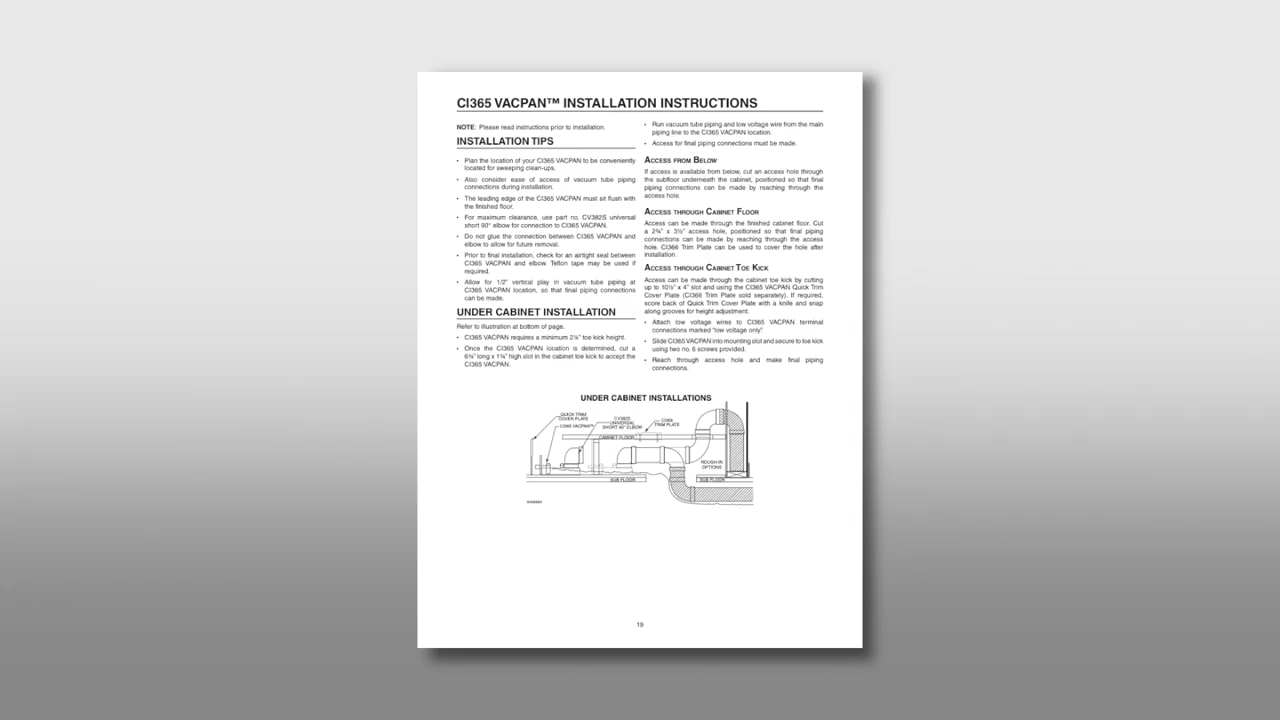 CI365 VACPAN™ INSTALLATION INSTRUCTIONS
NOTE: Please read instructions prior to installation.
INSTALLATION TIPS
• Plan the location of your CI365 VACPAN to be conveniently
located for sweeping clean-ups.
• Also consider ease of access of vacuum tube piping
connections during installation.
• The leading edge of the CI365 VACPAN must sit flush with
the finished floor.
• For maximum clearance, use part no. CV382S universal
short 90° elbow for connection to CI365 VACPAN.
• Do not glue the connection between CI365 VACPAN and
elbow to allow for future removal.
• Prior to final installation, check for an airtight seal between
CI365 VACPAN and elbow. Teflon tape may be used if
required.
• Allow for 1/2" vertical play in vacuum tube piping at
CI365 VACPAN location, so that final piping connections
can be made.
UNDER CABINET INSTALLATION
Refer to illustration at bottom of page.
• CI365 VACPAN requires a minimum 2¼" toe kick height.
• Once the CI365 VACPAN location is determined, cut a
6¾" long x 1¾" high slot in the cabinet toe kick to accept the
CI365 VACPAN.
• Run vacuum tube piping and low voltage wire from the main
piping line to the CI365 VACPAN location.
• Access for final piping connections must be made.
ACCESS FROM BELOW
If access is available from below, cut an access hole through
the subfloor underneath the cabinet, positioned so that final
piping connections can be made by reaching through the
access hole.
ACCESS THROUGH CABINET FLOOR
Access can be made through the finished cabinet floor. Cut
a 2¾" x 3½" access hole, positioned so that final piping
connections can be made by reaching through the access
hole. CI366 Trim Plate can be used to cover the hole after
installation.
ACCESS THROUGH CABINET TOE KICK
Access can be made through the cabinet toe kick by cutting
up to 10½" x 4" slot and using the CI365 VACPAN Quick Trim
Cover Plate (CI366 Trim Plate sold separately). If required,
score back of Quick Trim Cover Plate with a knife and snap
along grooves for height adjustment.
• Attach low voltage wires to CI365 VACPAN terminal
connections marked "low voltage only".
• Slide CI365 VACPAN into mounting slot and secure to toe kick
using two no. 6 screws provided.
• Reach through access hole and make final piping
connections.
UNDER CABINET INSTALLATIONS
QUICK TRIM
COVER PLATE
CI365 VACPAN™
CV382S
UNIVERSAL
SHORT 90° ELBOW
CI366
TRIM PLATE
CABINET FLOOR
ROUGH-IN
OPTIONS
SUB FLOOR
SUB FLOOR
19